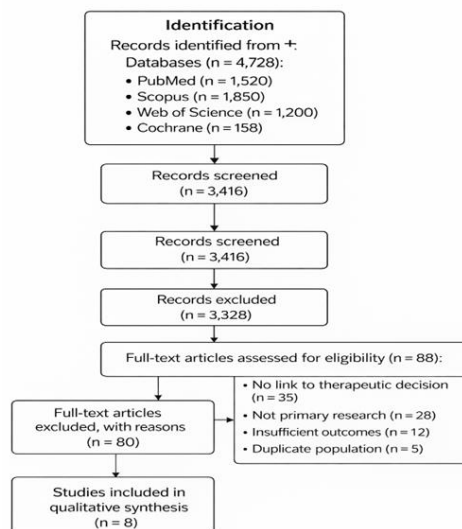 Identification
Records identified from +:
Databases (n = 4,728):
• PubMed (n = 1,520)
• Scopus (n = 1,850)
• Web of Science (n = 1,200)
• Cochrane (n = 158)
Records screened
(n = 3,416)
Records screened
(n = 3,416)
Records excluded
(n = 3,328)
Full-text articles assessed for eligibility (n = 88):
Full-text articles
excluded, with reasons
(n = 80)
• No link to therapeutic decision
(n = 35)
• Not primary research (n = 28)
• Insufficient outcomes (n = 12)
• Duplicate population (n = 5)
Studies included in
qualitative synthesis
(n = 8)